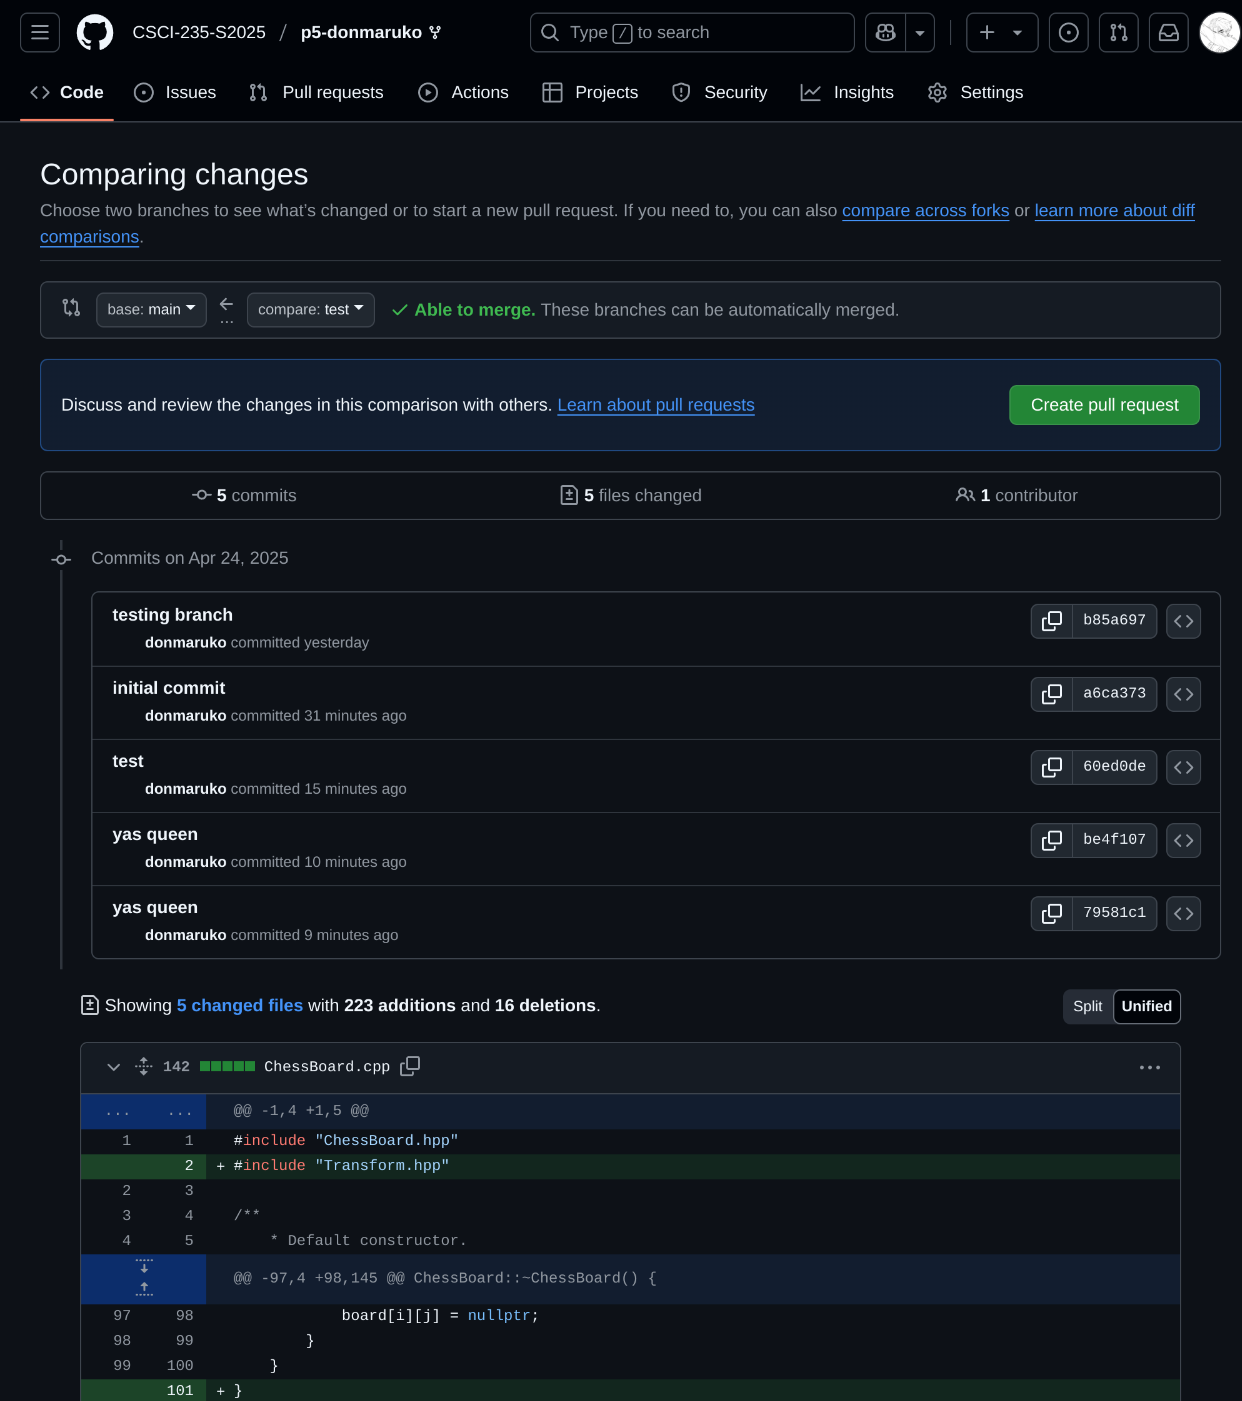 CSCI-235-S2025 / p5-donmaruko
Type / to search
Code Issues Pull requests Actions Projects Security Insights Settings
Comparing changes
Choose two branches to see what's changed or to start a new pull request. If you need to, you can also compare across forks or learn more about diff
comparisons.
base: main ... compare: test Able to merge. These branches can be automatically merged.
Discuss and review the changes in this comparison with others. Learn about pull requests Create pull request
5 commits 5 files changed 1 contributor
Commits on Apr 24, 2025
testing branch b85a697
donmaruko committed yesterday
initial commit a6ca373
donmaruko committed 31 minutes ago
test 60ed0de
donmaruko committed 15 minutes ago
yas queen be4f107
donmaruko committed 10 minutes ago
yas queen 79581c1
donmaruko committed 9 minutes ago
Showing 5 changed files with 223 additions and 16 deletions. Split Unified
142 ChessBoard.cpp
... ... @@ -1,4 +1,5 @@
1 1 #include "ChessBoard.hpp"
2 + #include "Transform.hpp"
2 3
3 4 /**
4 5 * Default constructor.
@@ -97,4 +98,145 @@ ChessBoard::~ChessBoard() {
97 98 board[i][j] = nullptr;
98 99 }
99 100 }
101 + }